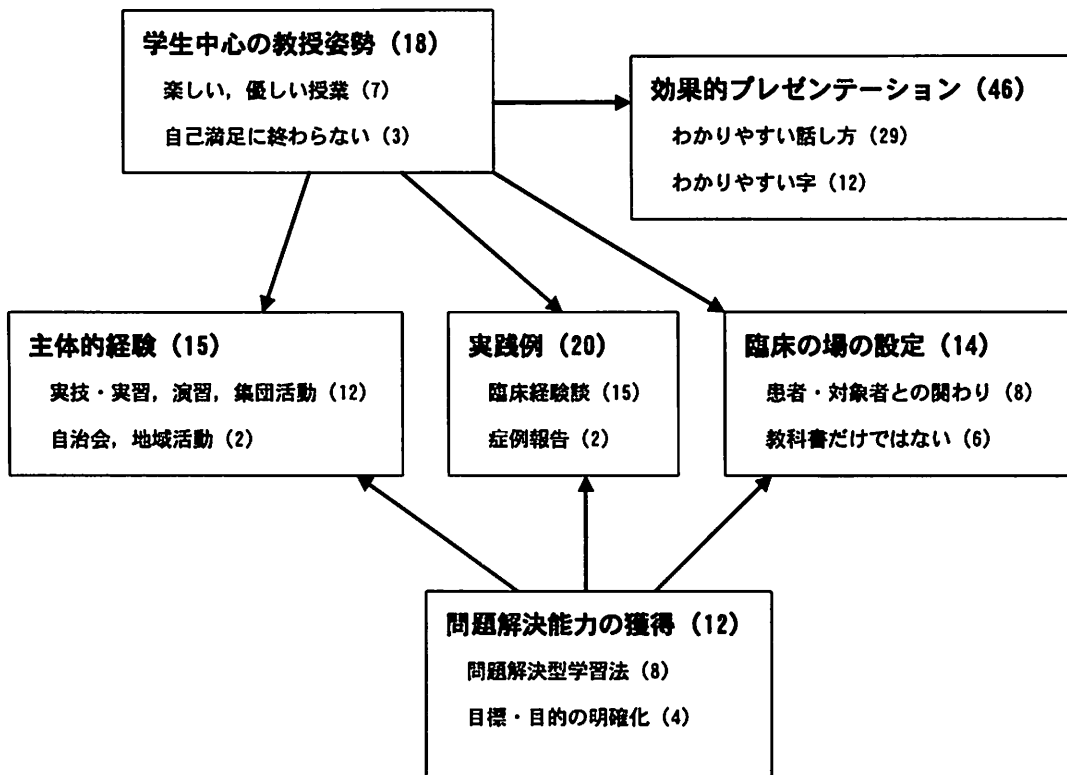 学生中心の教授姿勢（18）
楽しい，優しい授業（7）
自己満足に終わらない（3）
効果的プレゼンテーション（46）
わかりやすい話し方（29）
わかりやすい字（12）
主体的経験（15）
実技・実習，演習，集団活動（12）
自治会，地域活動（2）
実践例（20）
臨床経験談（15）
症例報告（2）
臨床の場の設定（14）
患者・対象者との関わり（8）
教科書だけではない（6）
問題解決能力の獲得（12）
問題解決型学習法（8）
目標・目的の明確化（4）